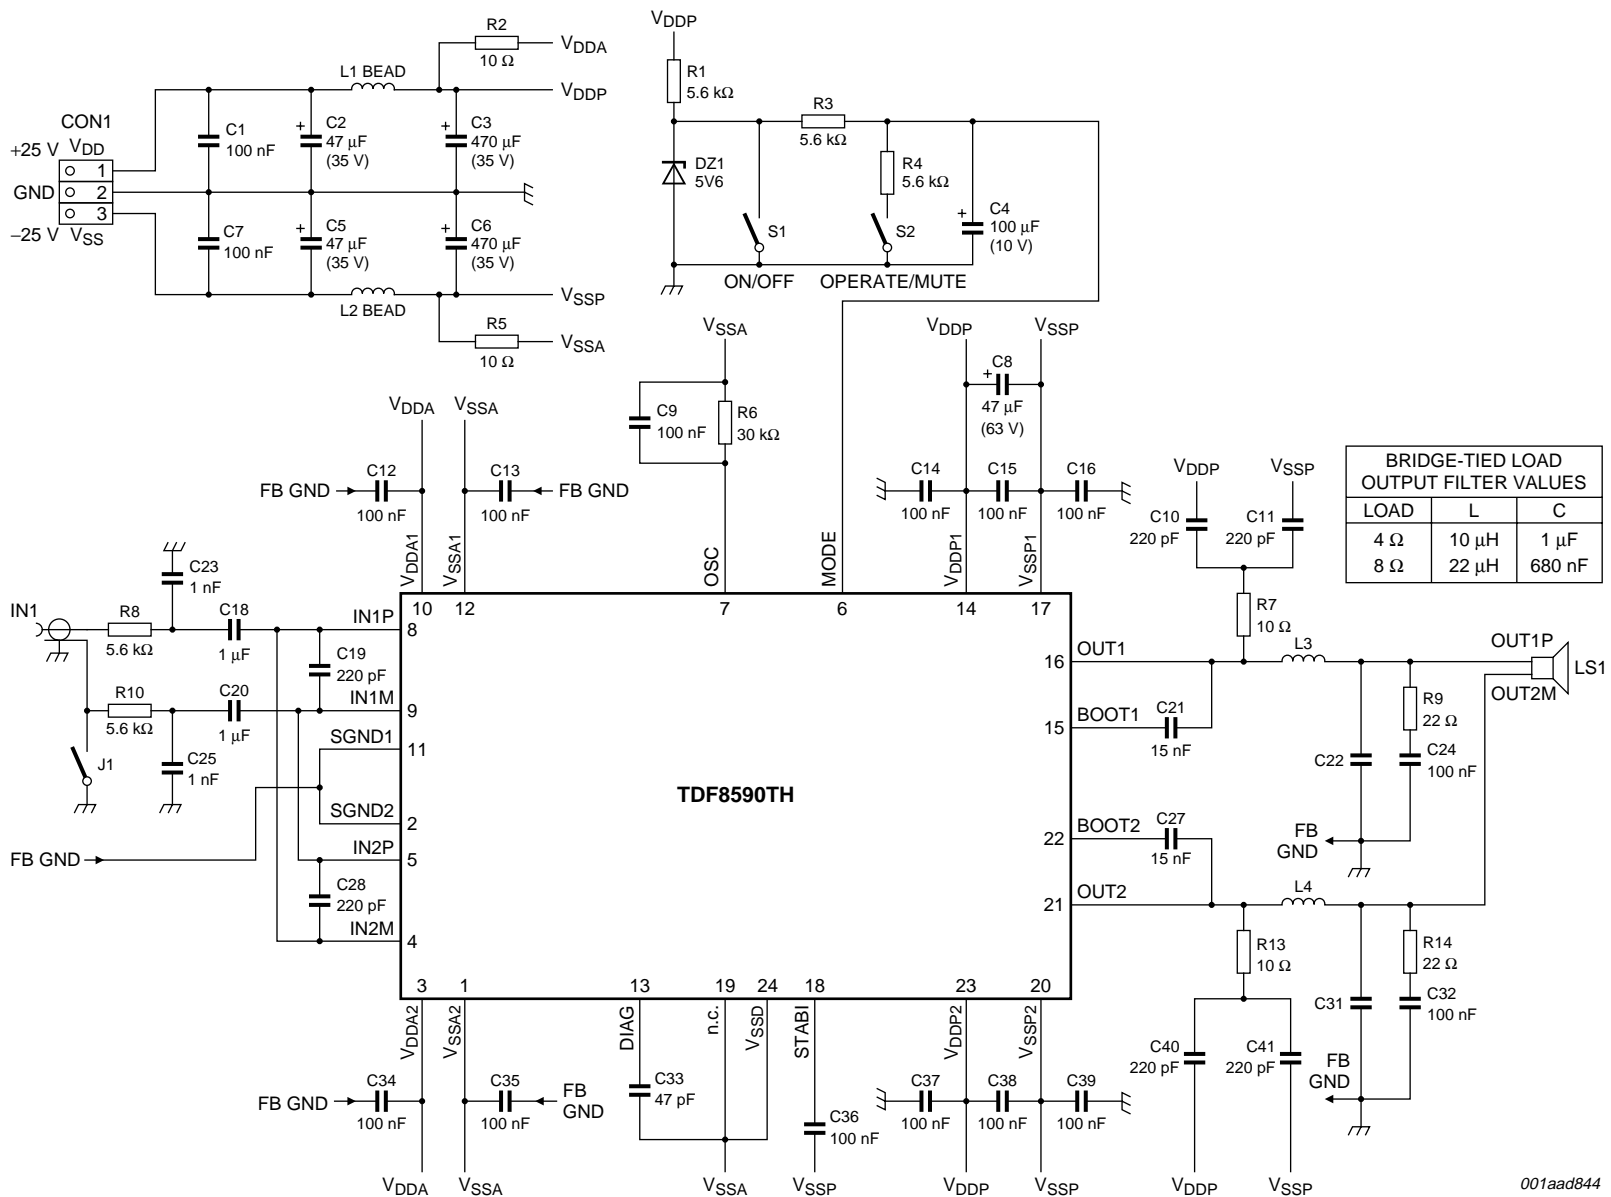 R2
10 Ω
VDDA
L1 BEAD
VDDP
CON1
+25 V
VDD
1
GND
2
3
−25 V
VSS
C1
100 nF
+
C2
47 μF
(35 V)
+
C3
470 μF
(35 V)
C7
100 nF
+
C5
47 μF
(35 V)
+
C6
470 μF
(35 V)
L2 BEAD
VSSP
R5
10 Ω
VSSA
VDDP
R1
5.6 kΩ
R3
5.6 kΩ
DZ1
5V6
R4
5.6 kΩ
S1
S2
+
C4
100 μF
(10 V)
ON/OFF
OPERATE/MUTE
VSSA
C9
100 nF
R6
30 kΩ
VDDP
VSSP
+
C8
47 μF
(63 V)
C14
100 nF
C15
100 nF
C16
100 nF
VDDA
VSSA
FB GND
C12
100 nF
C13
100 nF
FB GND
VDDP
VSSP
C10
220 pF
C11
220 pF
BRIDGE-TIED LOAD
OUTPUT FILTER VALUES
LOAD L C
4 Ω 10 μH 1 μF
8 Ω 22 μH 680 nF
VDDA1
VSSA1
OSC
MODE
VDDP1
VSSP1
10
12
7
6
14
17
C23
1 nF
IN1
R8
5.6 kΩ
C18
1 μF
IN1P
8
C19
220 pF
R10
5.6 kΩ
C20
1 μF
IN1M
9
J1
C25
1 nF
SGND1
11
SGND2
2
FB GND
IN2P
5
C28
220 pF
IN2M
4
TDF8590TH
R7
10 Ω
16
OUT1
L3
OUT1P
LS1
OUT2M
15
BOOT1
C21
15 nF
R9
22 Ω
C22
C24
100 nF
22
BOOT2
C27
15 nF
FB
GND
21
OUT2
L4
R13
10 Ω
R14
22 Ω
C31
C32
100 nF
3
1
13
19
24
18
23
20
VDDA2
VSSA2
DIAG
n.c.
VSSD
STABI
VDDP2
VSSP2
FB GND
C34
100 nF
C35
100 nF
FB
GND
C33
47 pF
C36
100 nF
C37
100 nF
C38
100 nF
C39
100 nF
C40
220 pF
C41
220 pF
FB
GND
VDDA
VSSA
VSSA
VSSP
VDDP
VSSP
VDDP
VSSP
001aad844